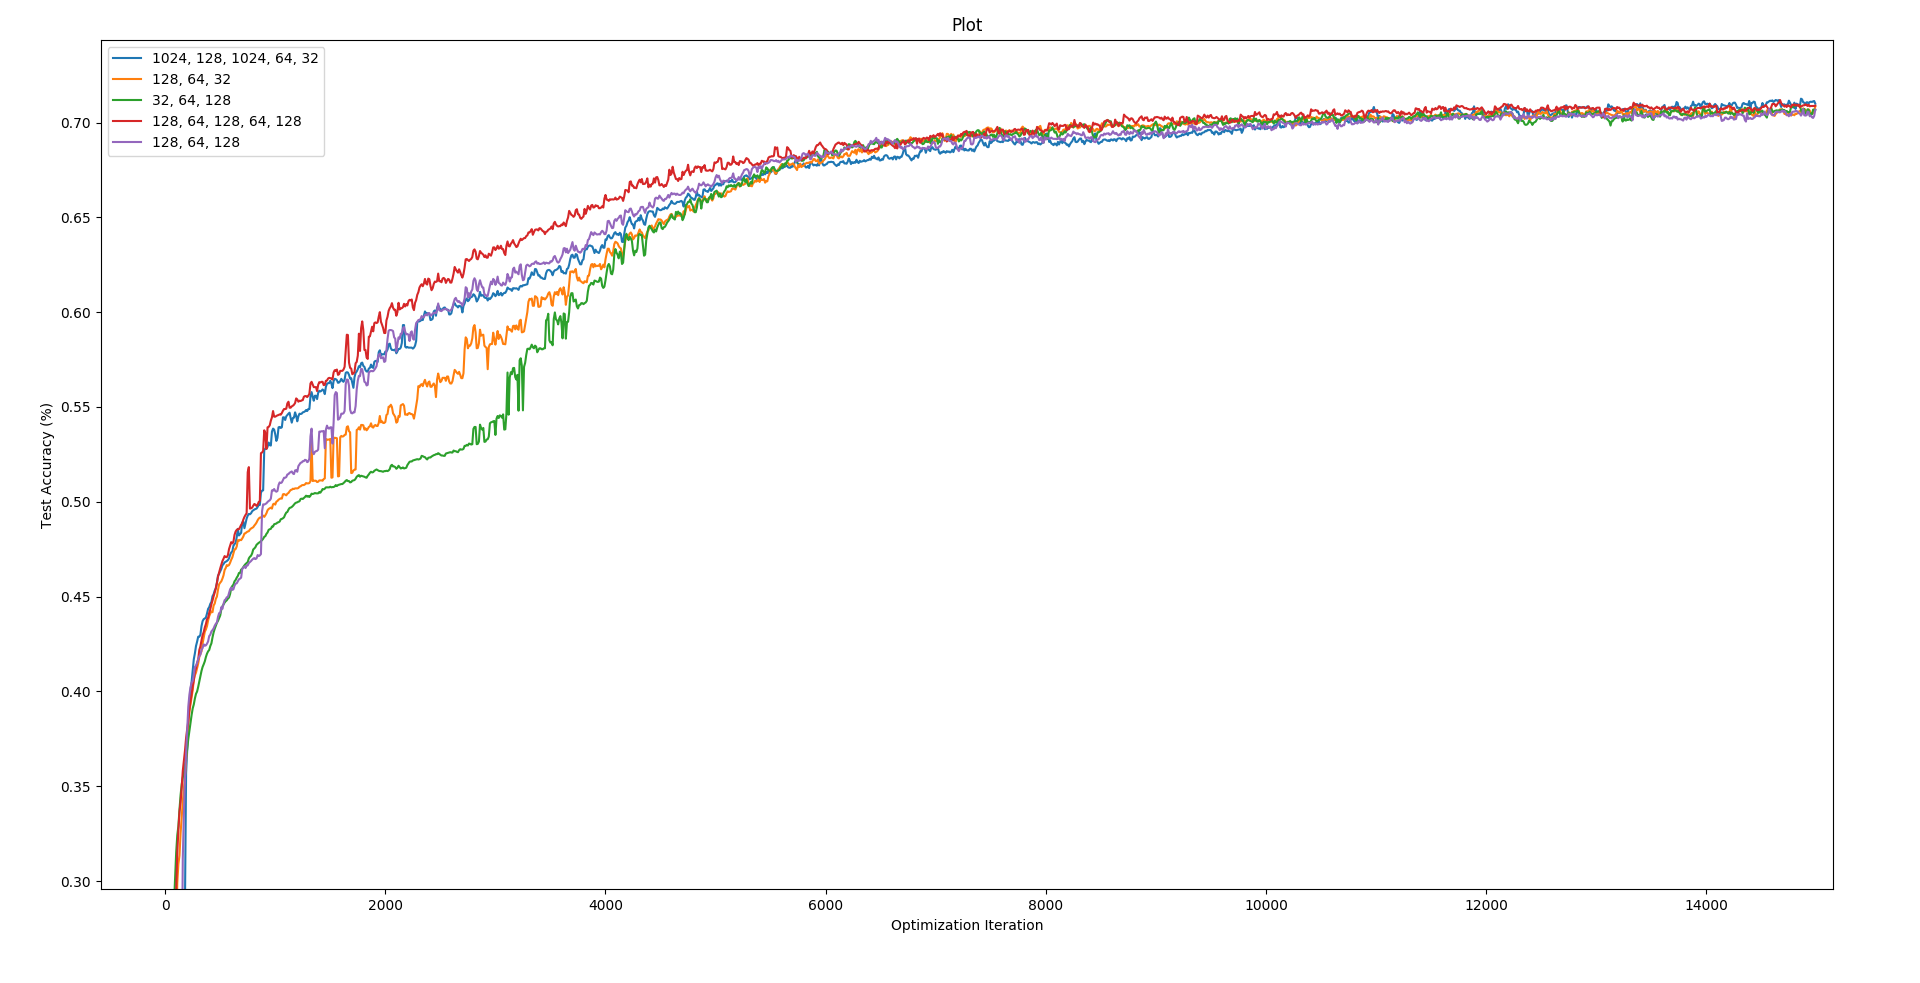 Plot
1024, 128, 1024, 64, 32
128, 64, 32
32, 64, 128
128, 64, 128, 64, 128
128, 64, 128
0.70
0.65
0.60
0.55
0.50
0.45
0.40
0.35
0.30
Test Accuracy (%)
0 2000 4000 6000 8000 10000 12000 14000
Optimization Iteration